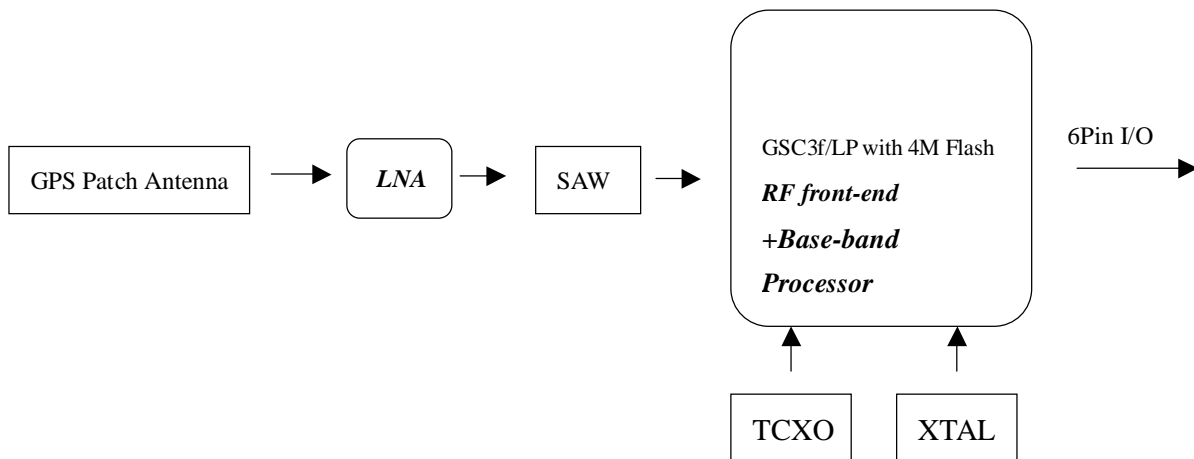 GPS Patch Antenna
LNA
SAW
GSC3f/LP with 4M Flash
RF front-end
+Base-band
Processor
6Pin I/O
TCXO
XTAL